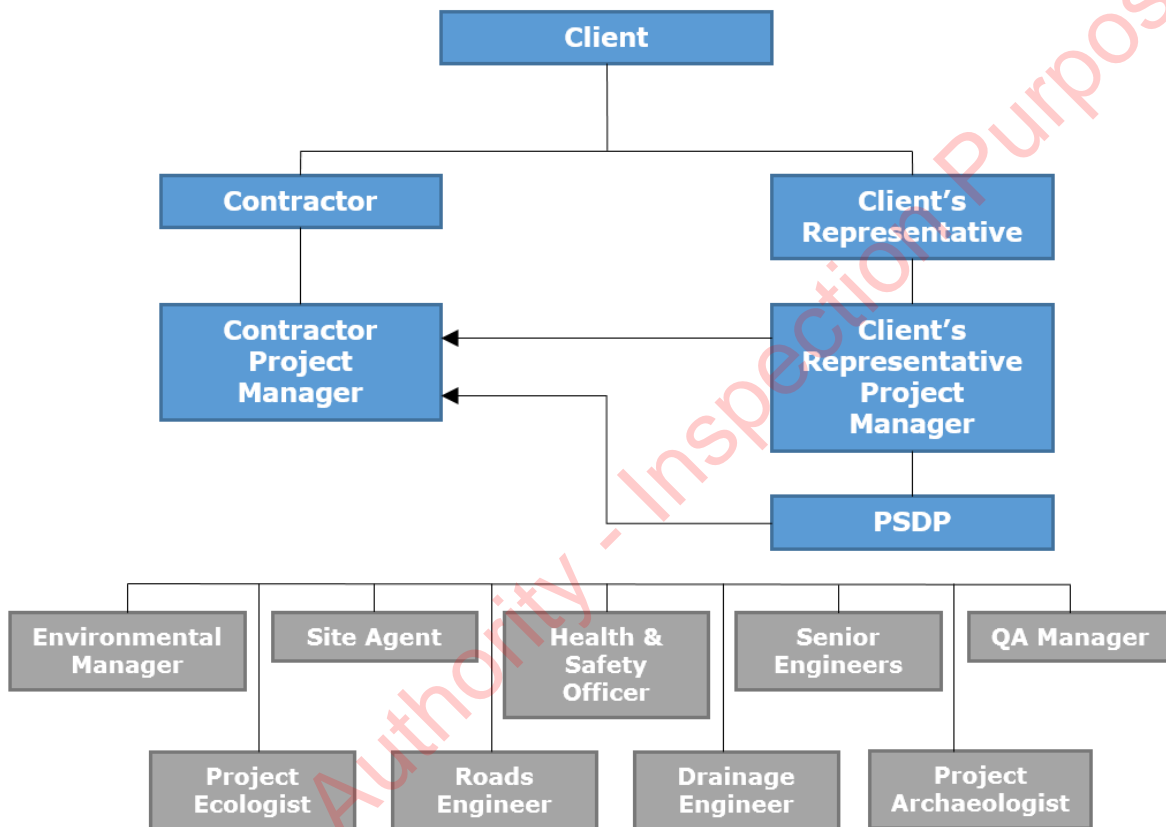 Client
Contractor
Client's
Representative
Contractor
Project
Manager
Client's
Representative
Project
Manager
PSDP
Environmental
Manager
Site Agent
Health &
Safety
Officer
Senior
Engineers
QA Manager
Project
Ecologist
Roads
Engineer
Drainage
Engineer
Project
Archaeologist
Authority - Inspection